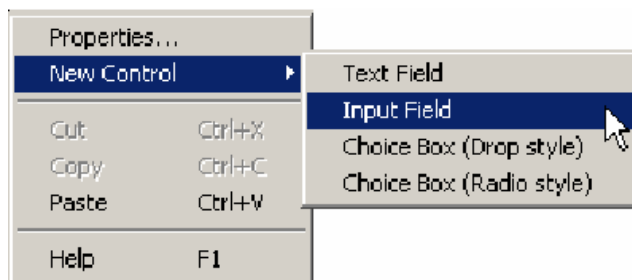 Properties...
New Control
Cut Ctrl+X
Copy Ctrl+C
Paste Ctrl+V
Help F1
Text Field
Input Field
Choice Box (Drop style)
Choice Box (Radio style)